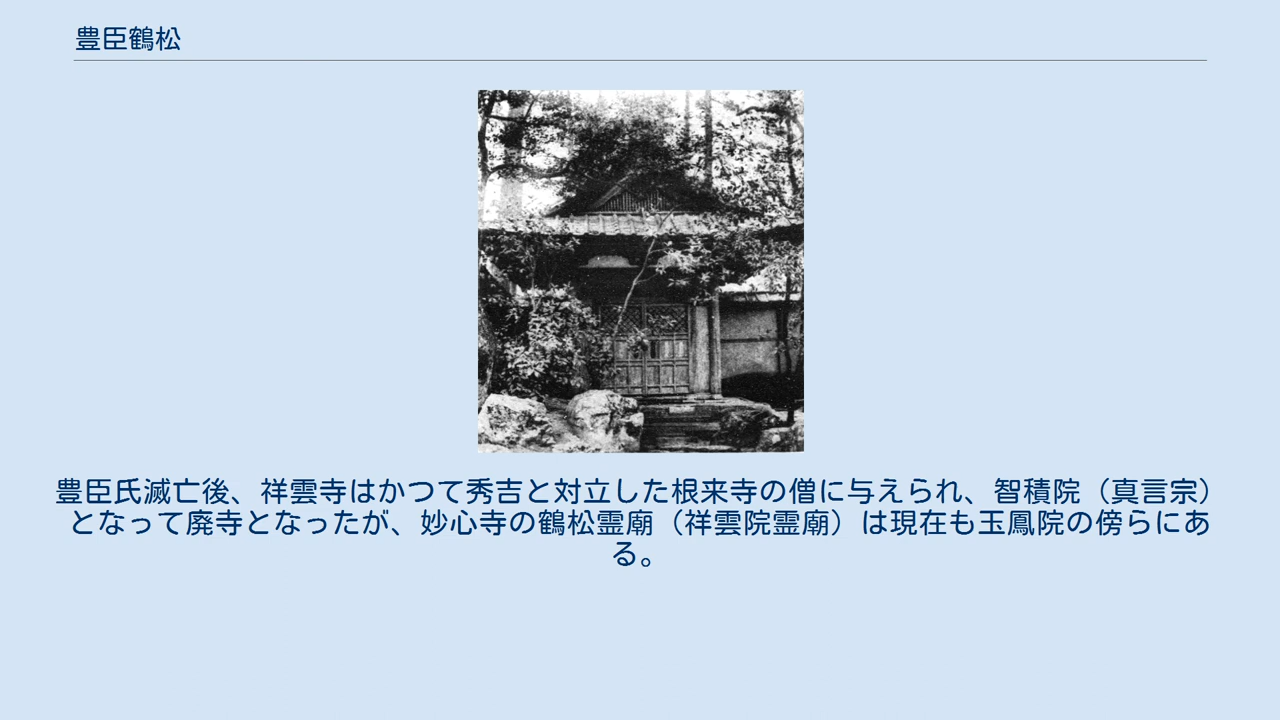 豊臣鶴松
豊臣氏滅亡後、祥雲寺はかつて秀吉と対立した根来寺の僧に与えられ、智積院（真言宗）
となって廃寺となったが、妙心寺の鶴松霊廟（祥雲院霊廟）は現在も玉鳳院の傍らにあ
る。